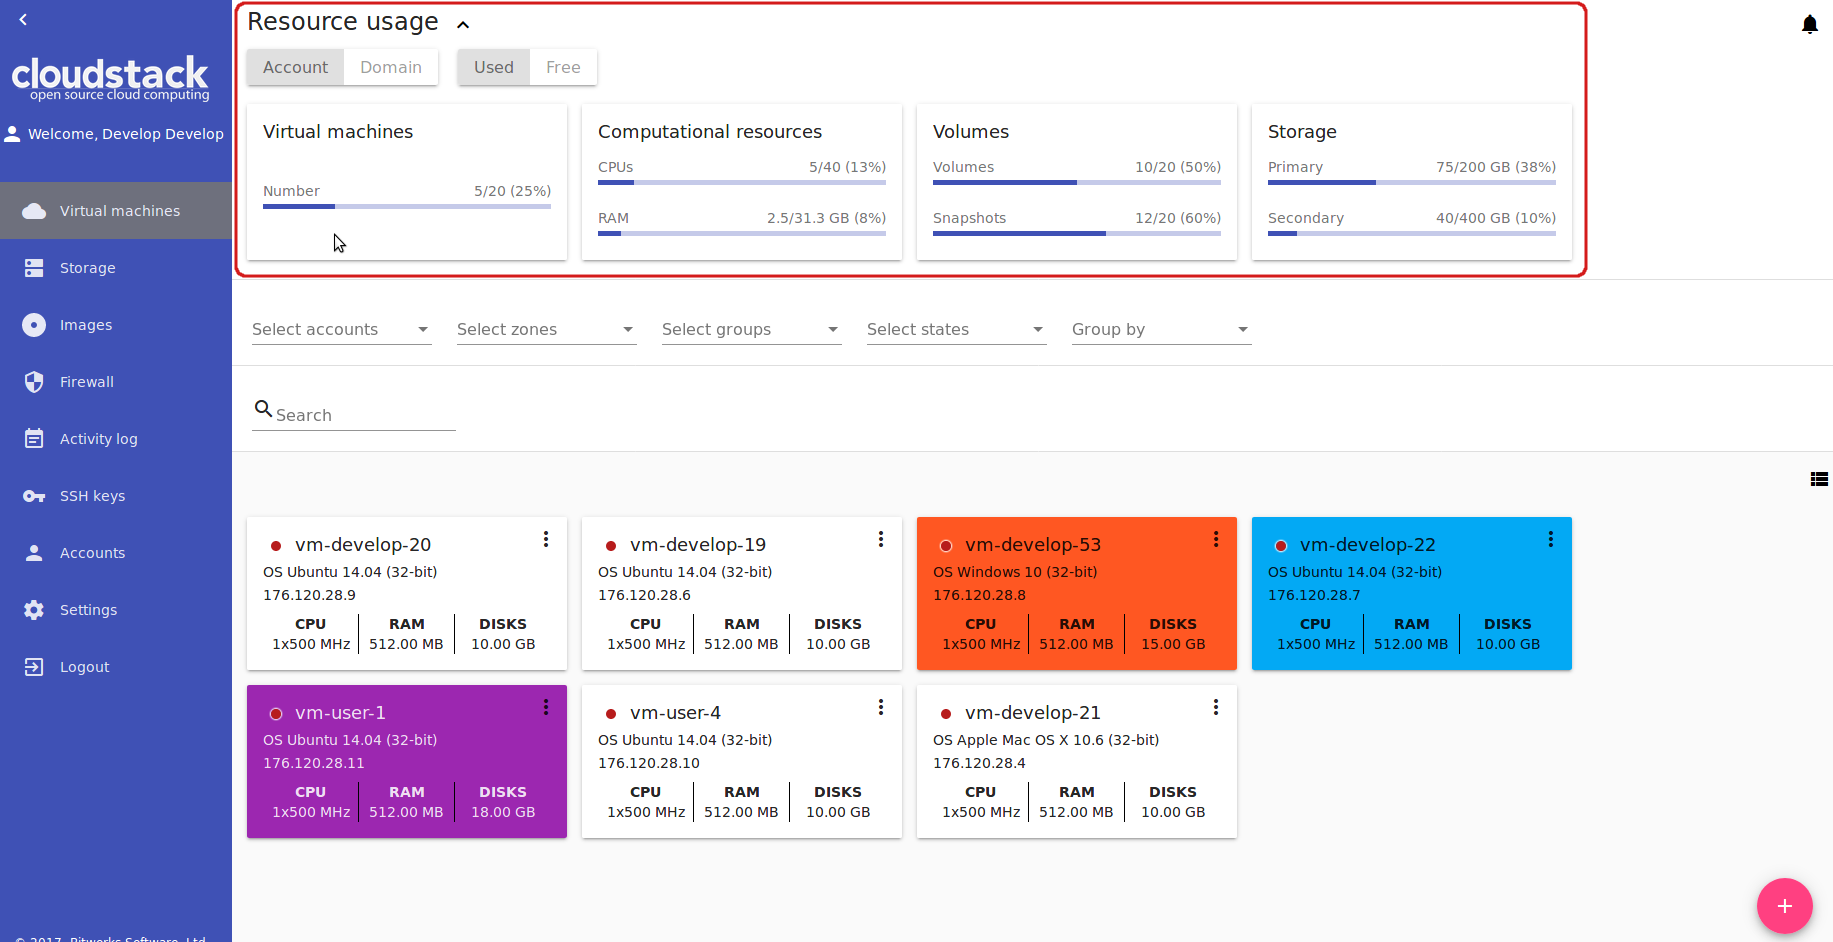 cloudstack
open source cloud computing
Welcome, Develop Develop
Virtual machines
Storage
Images
Firewall
Activity log
SSH keys
Accounts
Settings
Logout
© 2017, Bitworks Software, Ltd
Resource usage
Account Domain Used Free
Virtual machines
Number 5/20 (25%)
Computational resources
CPUs 5/40 (13%)
RAM 2.5/31.3 GB (8%)
Volumes
Volumes 10/20 (50%)
Snapshots 12/20 (60%)
Storage
Primary 75/200 GB (38%)
Secondary 40/400 GB (10%)
Select accounts Select zones Select groups Select states Group by
Search
vm-develop-20
OS Ubuntu 14.04 (32-bit)
176.120.28.9
CPU RAM DISKS
1x500 MHz 512.00 MB 10.00 GB
vm-develop-19
OS Ubuntu 14.04 (32-bit)
176.120.28.6
CPU RAM DISKS
1x500 MHz 512.00 MB 10.00 GB
vm-develop-53
OS Windows 10 (32-bit)
176.120.28.8
CPU RAM DISKS
1x500 MHz 512.00 MB 15.00 GB
vm-develop-22
OS Ubuntu 14.04 (32-bit)
176.120.28.7
CPU RAM DISKS
1x500 MHz 512.00 MB 10.00 GB
vm-user-1
OS Ubuntu 14.04 (32-bit)
176.120.28.11
CPU RAM DISKS
1x500 MHz 512.00 MB 18.00 GB
vm-user-4
OS Ubuntu 14.04 (32-bit)
176.120.28.10
CPU RAM DISKS
1x500 MHz 512.00 MB 10.00 GB
vm-develop-21
OS Apple Mac OS X 10.6 (32-bit)
176.120.28.4
CPU RAM DISKS
1x500 MHz 512.00 MB 10.00 GB